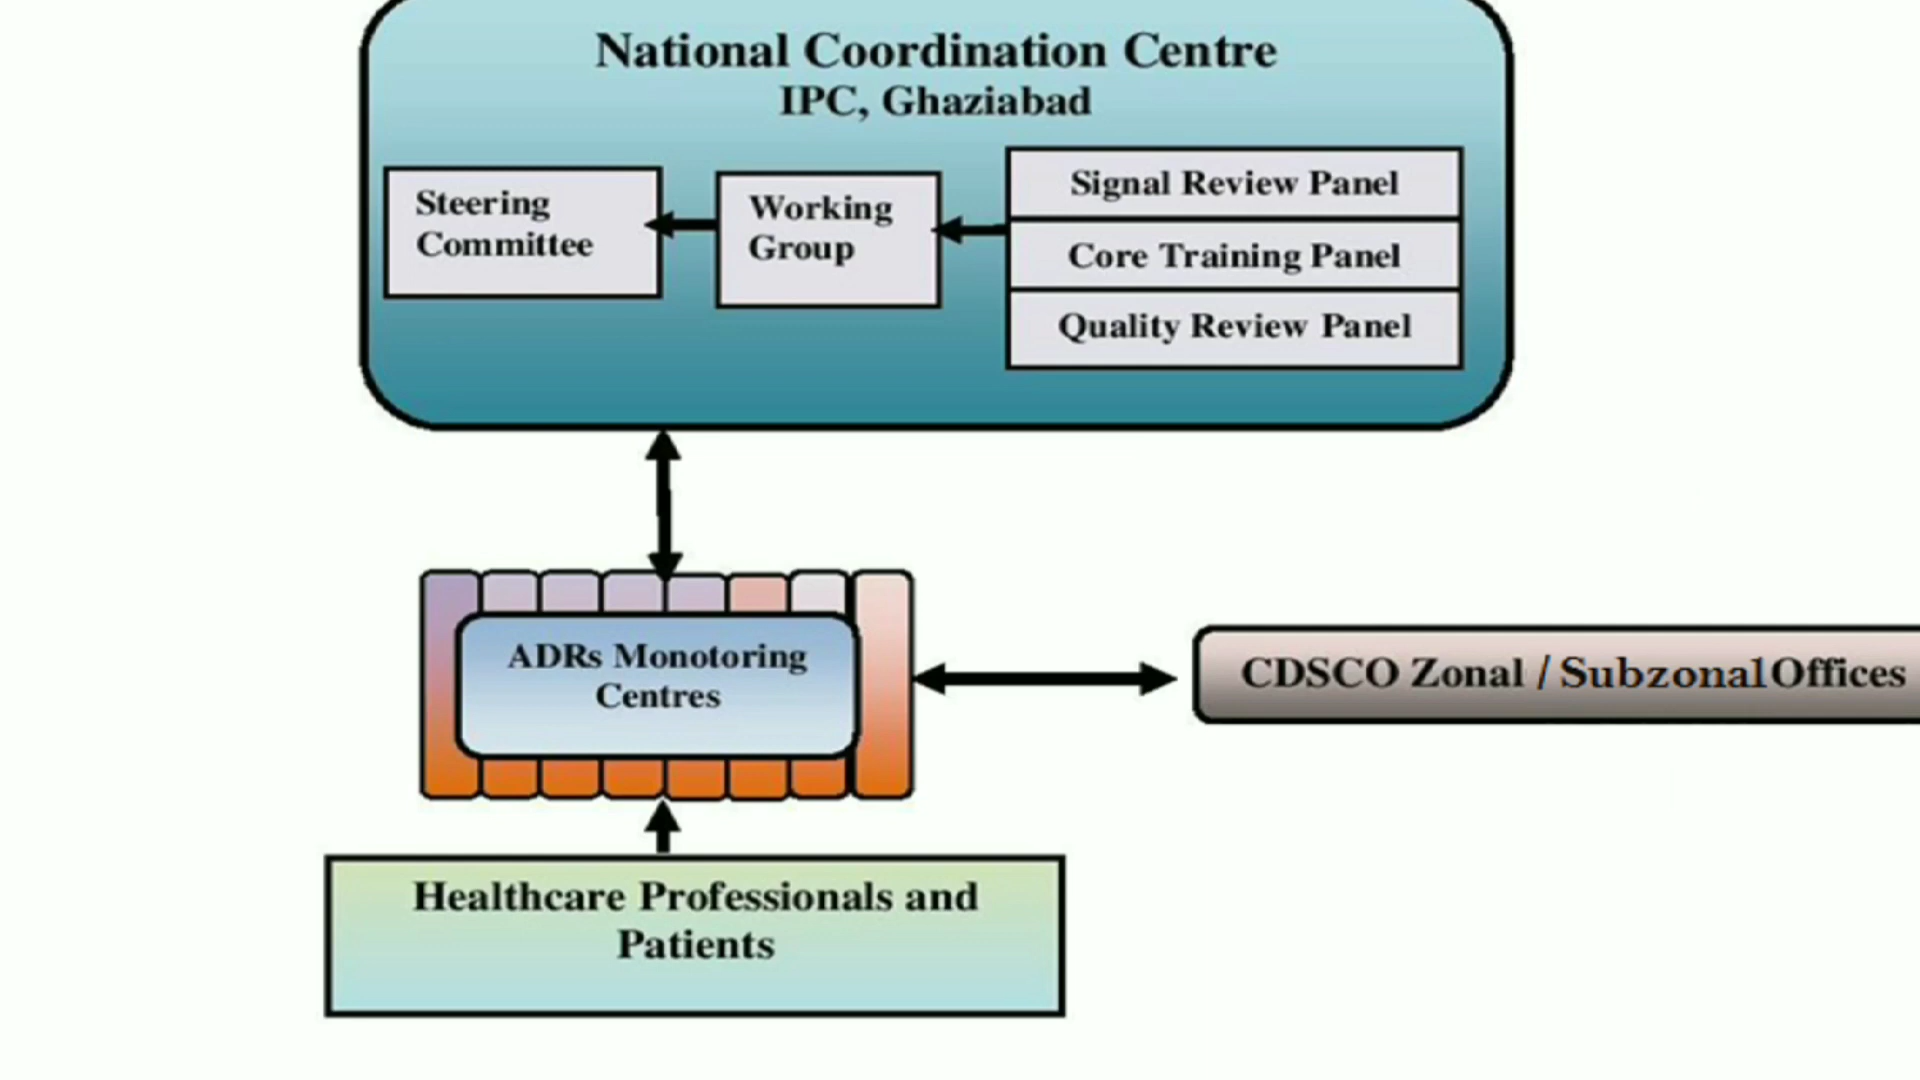 National Coordination Centre
IPC, Ghaziabad
Steering
Committee
Working
Group
Signal Review Panel
Core Training Panel
Quality Review Panel
ADRs Monotoring
Centres
CDSCO Zonal / Subzonal Offices
Healthcare Professionals and
Patients